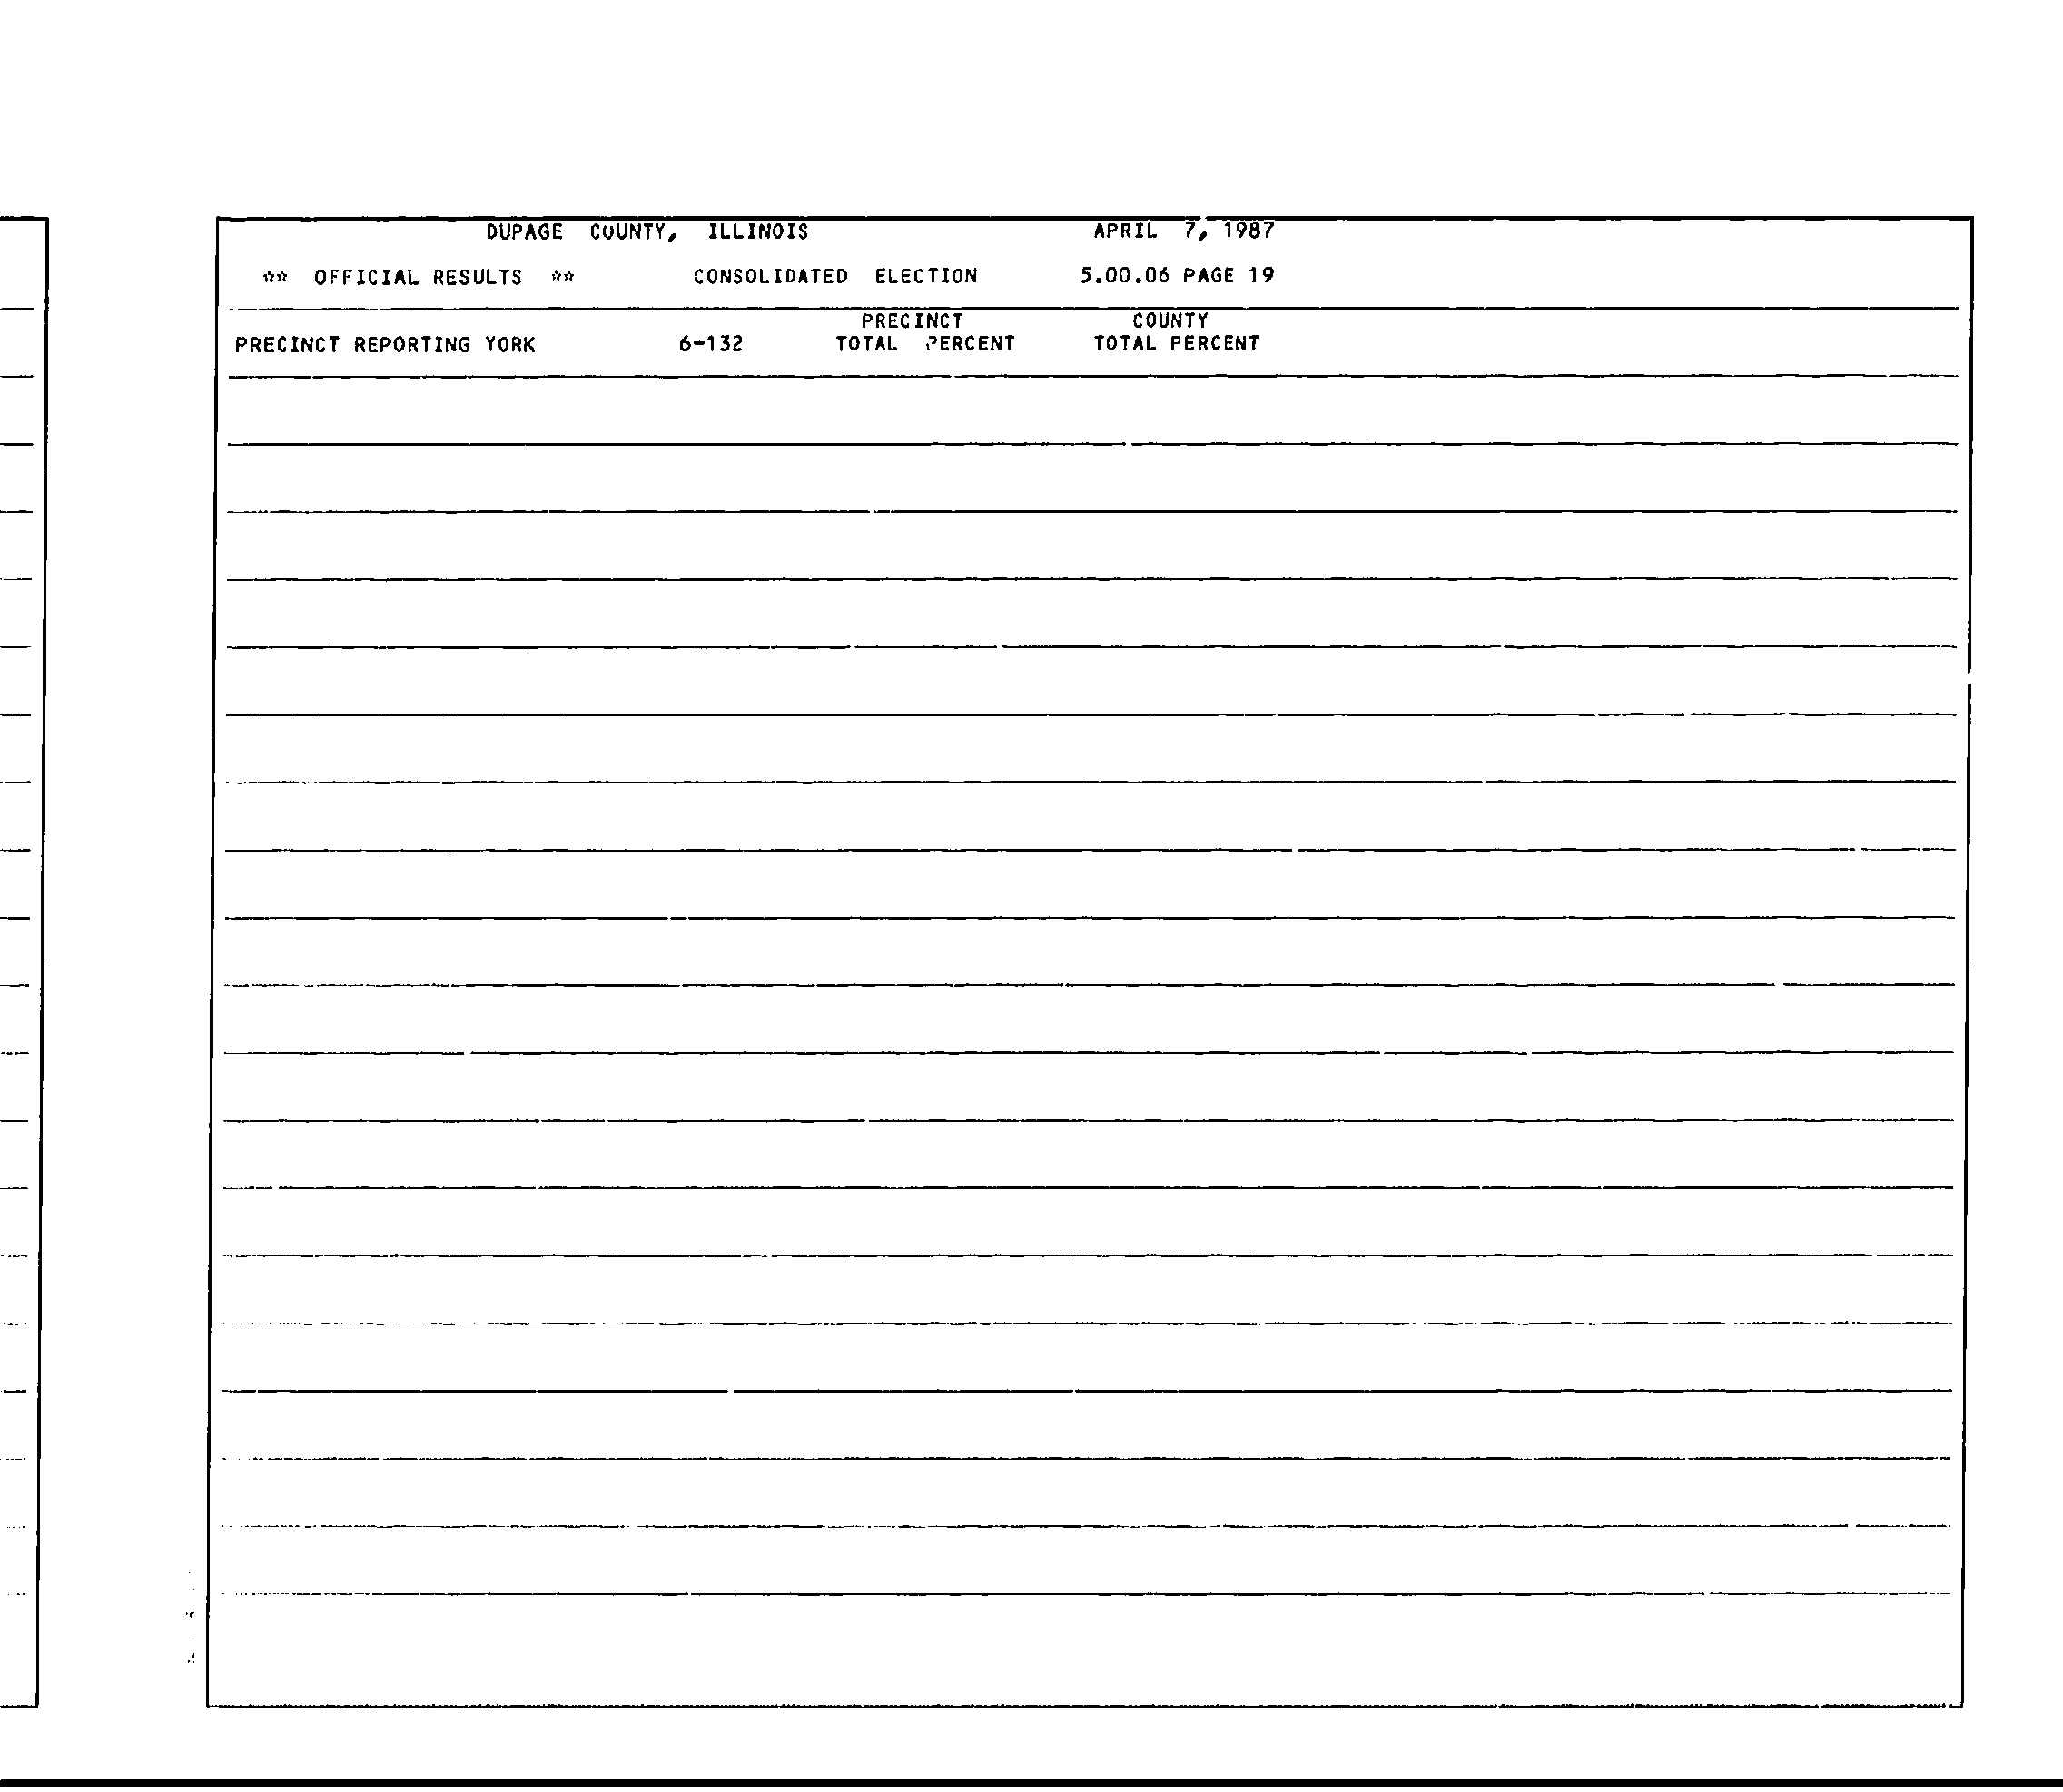 DUPAGE COUNTY, ILLINOIS APRIL 7, 1987
** OFFICIAL RESULTS ** CONSOLIDATED ELECTION 5.00.06 PAGE 19
PRECINCT COUNTY
PRECINCT REPORTING YORK 6-132 TOTAL PERCENT TOTAL PERCENT